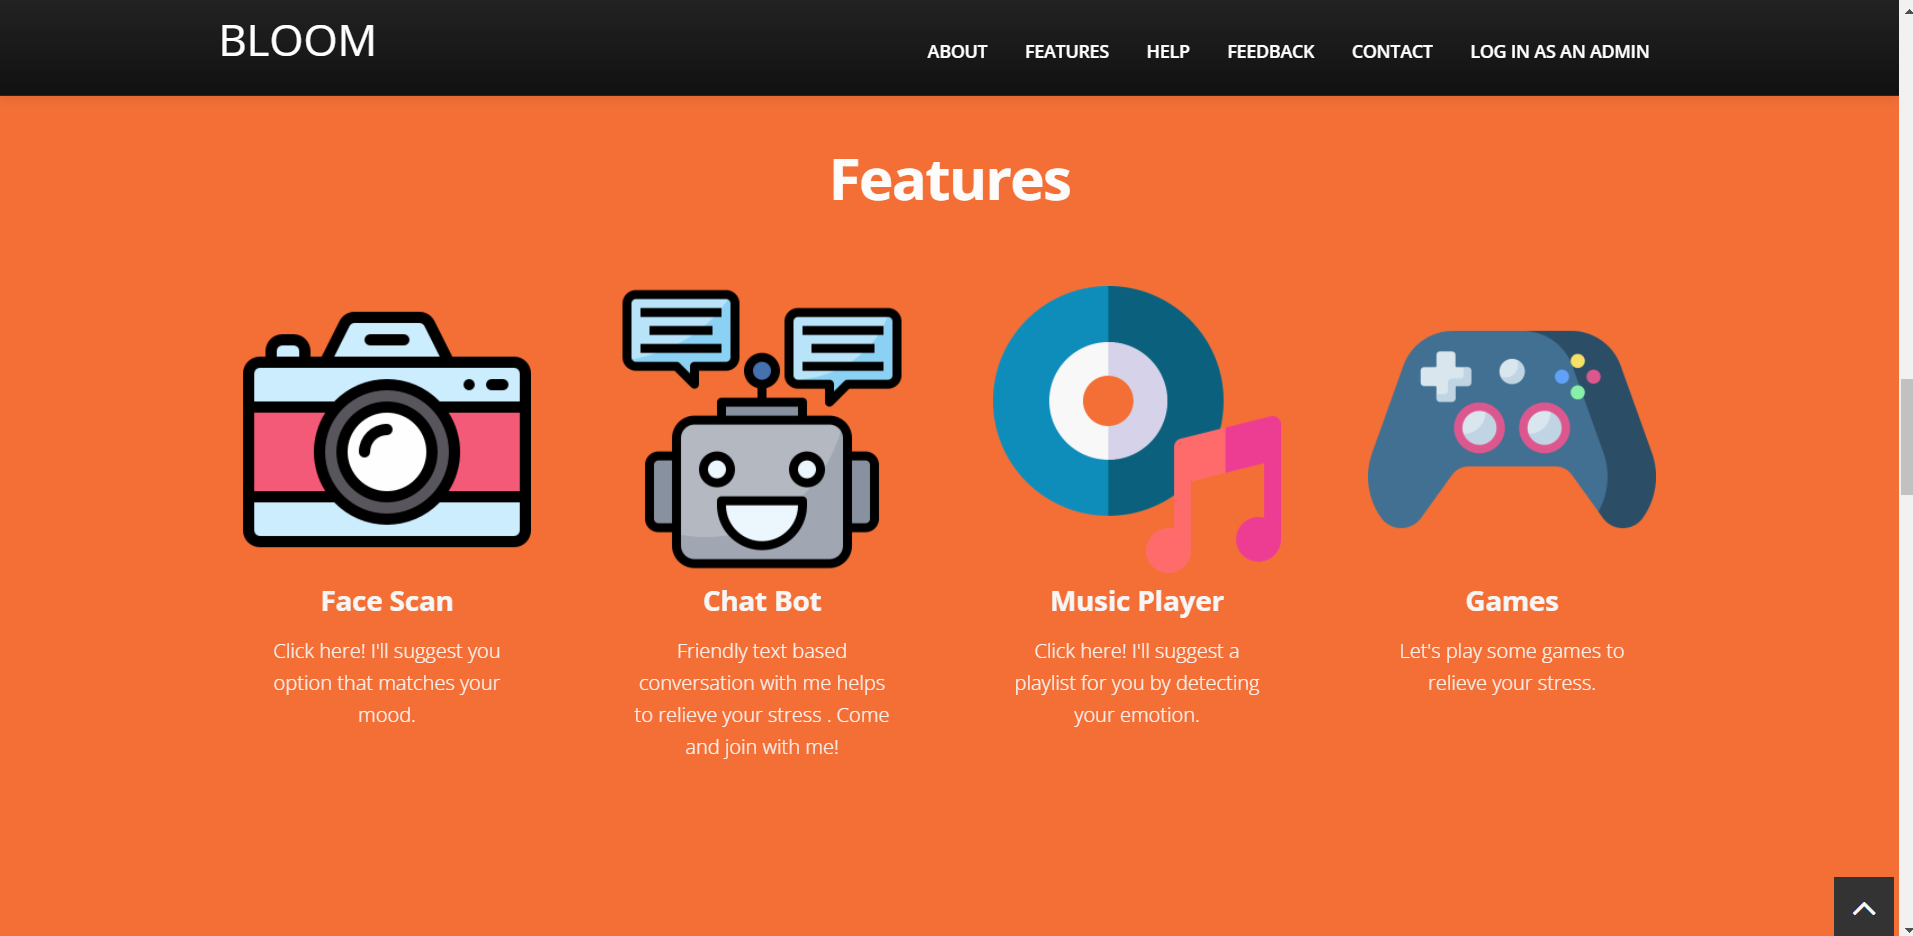 BLOOM
ABOUT FEATURES HELP FEEDBACK CONTACT LOG IN AS AN ADMIN
Features
Face Scan
Click here! I'll suggest you
option that matches your
mood.
Chat Bot
Friendly text based
conversation with me helps
to relieve your stress . Come
and join with me!
Music Player
Click here! I'll suggest a
playlist for you by detecting
your emotion.
Games
Let's play some games to
relieve your stress.